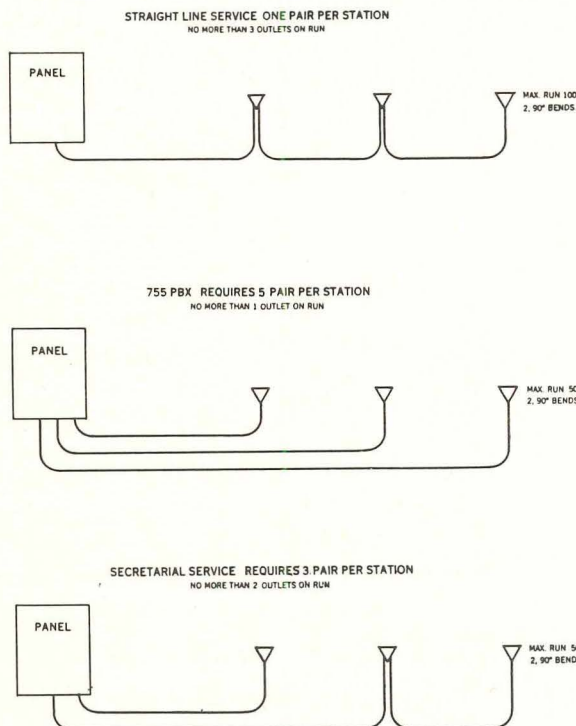 STRAIGHT LINE SERVICE ONE PAIR PER STATION
NO MORE THAN 3 OUTLETS ON RUN
PANEL
MAX. RUN 100
2, 90° BENDS
755 PBX REQUIRES 5 PAIR PER STATION
NO MORE THAN 1 OUTLET ON RUN
PANEL
MAX. RUN 50
2, 90° BENDS
SECRETARIAL SERVICE REQUIRES 3 PAIR PER STATION
NO MORE THAN 2 OUTLETS ON RUN
PANEL
MAX. RUN
2, 90° BEND